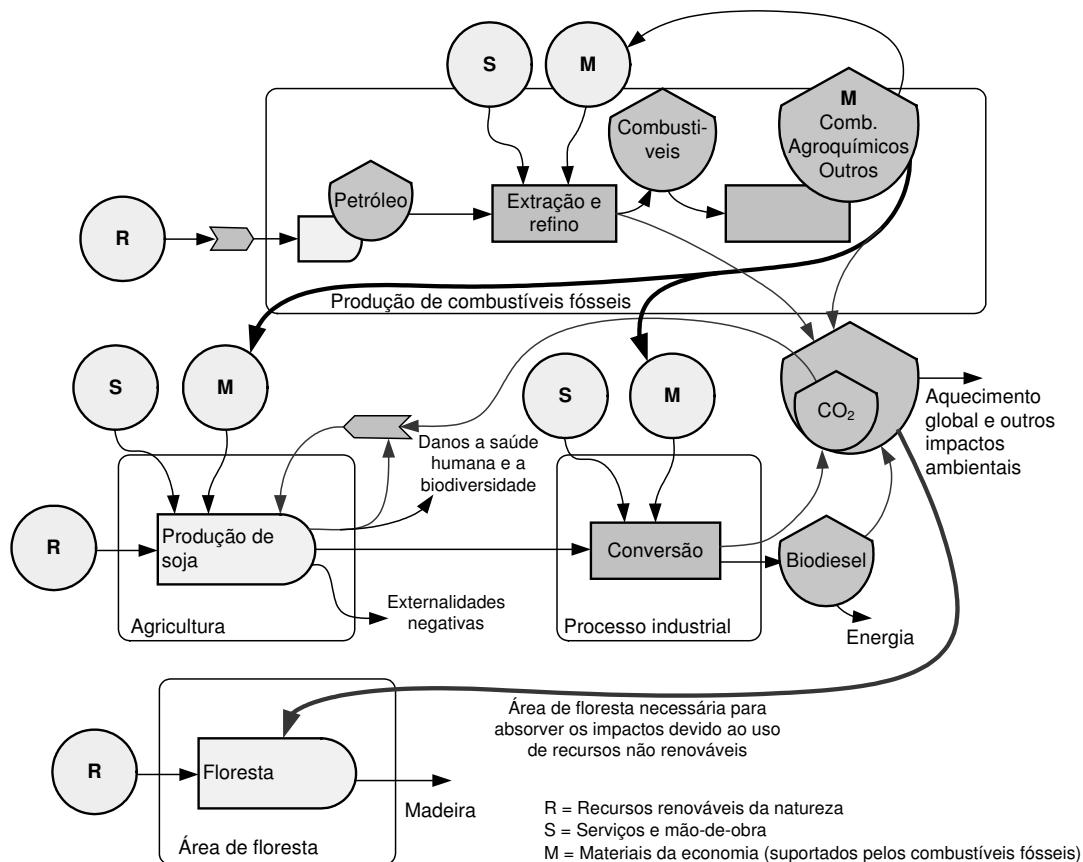 S
M
M
Comb.
Agroquímicos
Outros
Combusti-
veis
Petróleo
Extração e
refino
R
Produção de combustíveis fósseis
S
M
S
M
CO2
Aquecimento
global e outros
impactos
ambientais
Danos a saúde
humana e a
biodiversidade
R
Produção de
soja
Conversão
Biodiesel
Externalidades
negativas
Agricultura
Processo industrial
Energia
Área de floresta necessária para
absorver os impactos devido ao uso
de recursos não renováveis
R
Floresta
Madeira
Área de floresta
R = Recursos renováveis da natureza
S = Serviços e mão-de-obra
M = Materiais da economia (suportados pelos combustíveis fósseis)